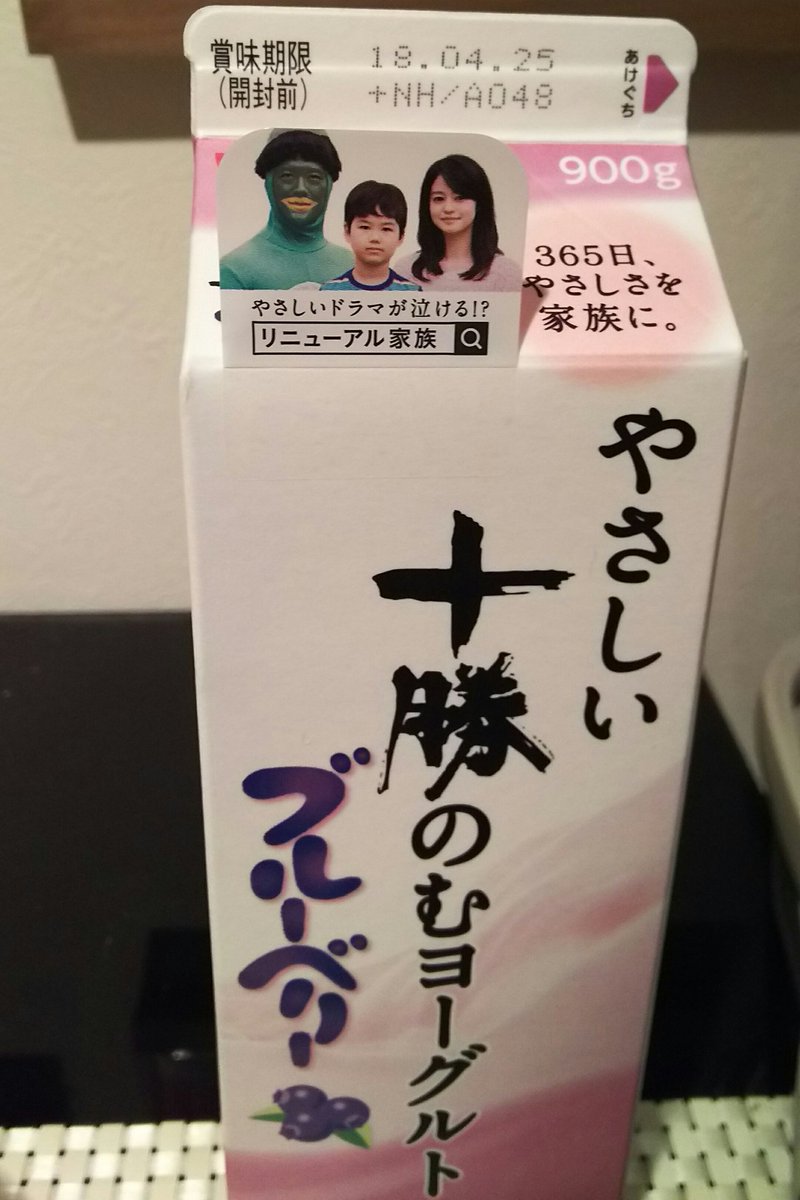 賞味期限
(開封前)
18.04.25
+NH/A048
あけぐち
900g
365日、
やさしさを
家族に。
やさしいドラマが泣ける!?
リニューアル家族
やさしい
十勝のむヨーグルト
ブルーベリー